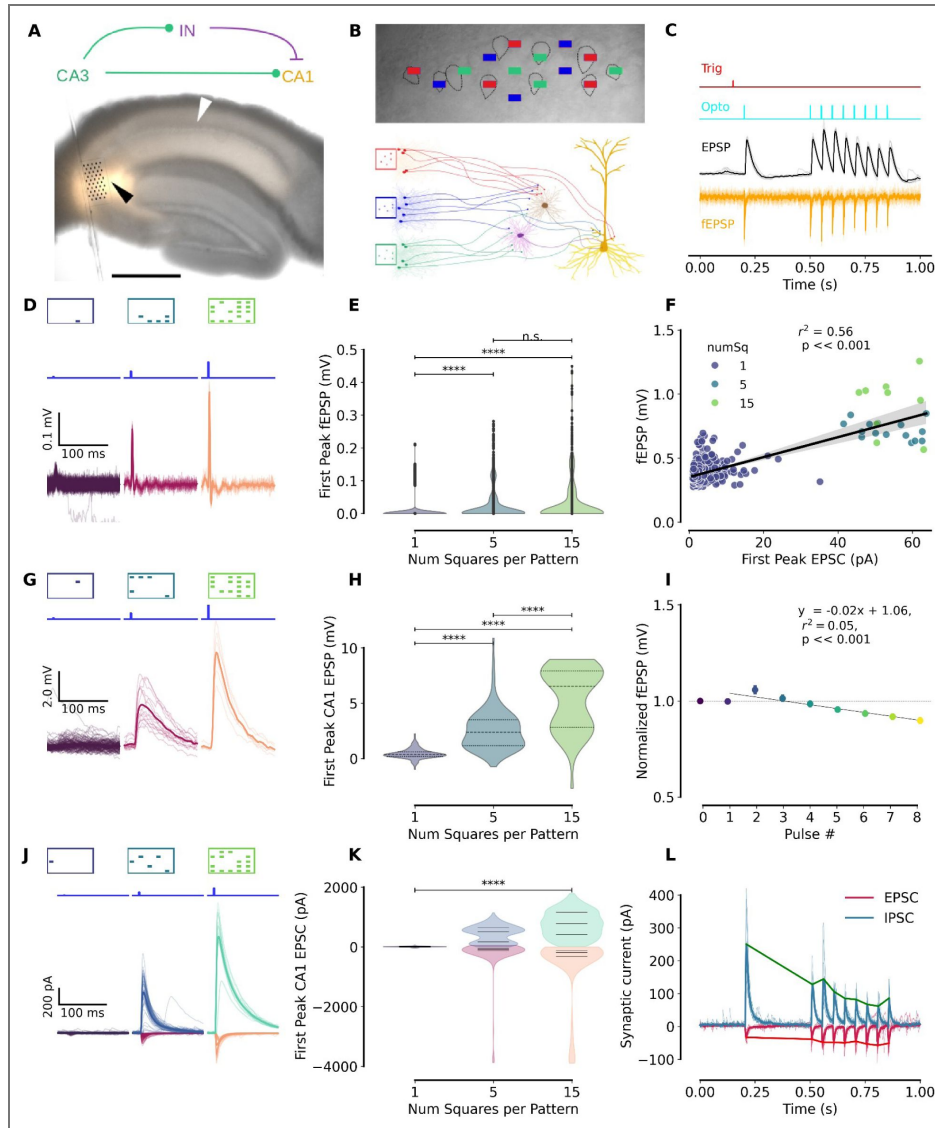 A
IN
CA3
CA1
B
C
Trig
Opto
EPSP
fEPSP
0.00 0.25 0.50 0.75 1.00
Time (s)
D
0.1 mV
100 ms
E
n.s.
****
****
First Peak fEPSP (mV)
0.5
0.4
0.3
0.2
0.1
0.0
1 5 15
Num Squares per Pattern
F
r² = 0.56
p << 0.001
numSq
1
5
15
fEPSP (mV)
1.5
1.0
0.5
0.0
0 20 40 60
First Peak EPSC (pA)
G
2.0 mV
100 ms
H
****
****
****
First Peak CA1 EPSP (mV)
10
5
0
1 5 15
Num Squares per Pattern
I
y = -0.02x + 1.06,
r² = 0.05,
p << 0.001
Normalized fEPSP (mV)
1.5
1.0
0.5
0 1 2 3 4 5 6 7 8
Pulse #
J
200 pA
100 ms
K
****
First Peak CA1 EPSC (pA)
2000
0
−2000
−4000
1 5 15
Num Squares per Pattern
L
EPSC
IPSC
Synaptic current (pA)
400
300
200
100
0
−100
0.00 0.25 0.50 0.75 1.00
Time (s)